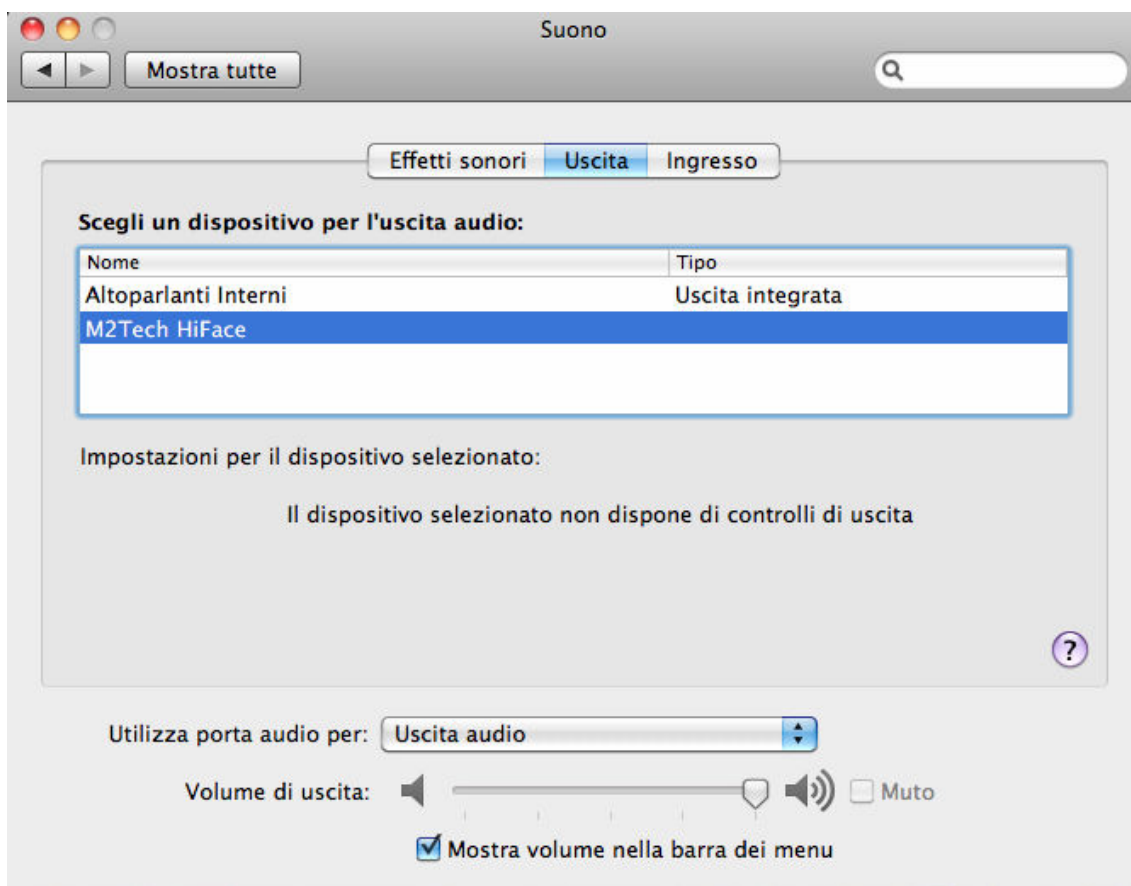 Suono
Mostra tutte
Effetti sonori Uscita Ingresso
Scegli un dispositivo per l'uscita audio:
Nome Tipo
Altoparlanti Interni Uscita integrata
M2Tech HiFace
Impostazioni per il dispositivo selezionato:
Il dispositivo selezionato non dispone di controlli di uscita
?
Utilizza porta audio per: Uscita audio
Volume di uscita: Muto
Mostra volume nella barra dei menu